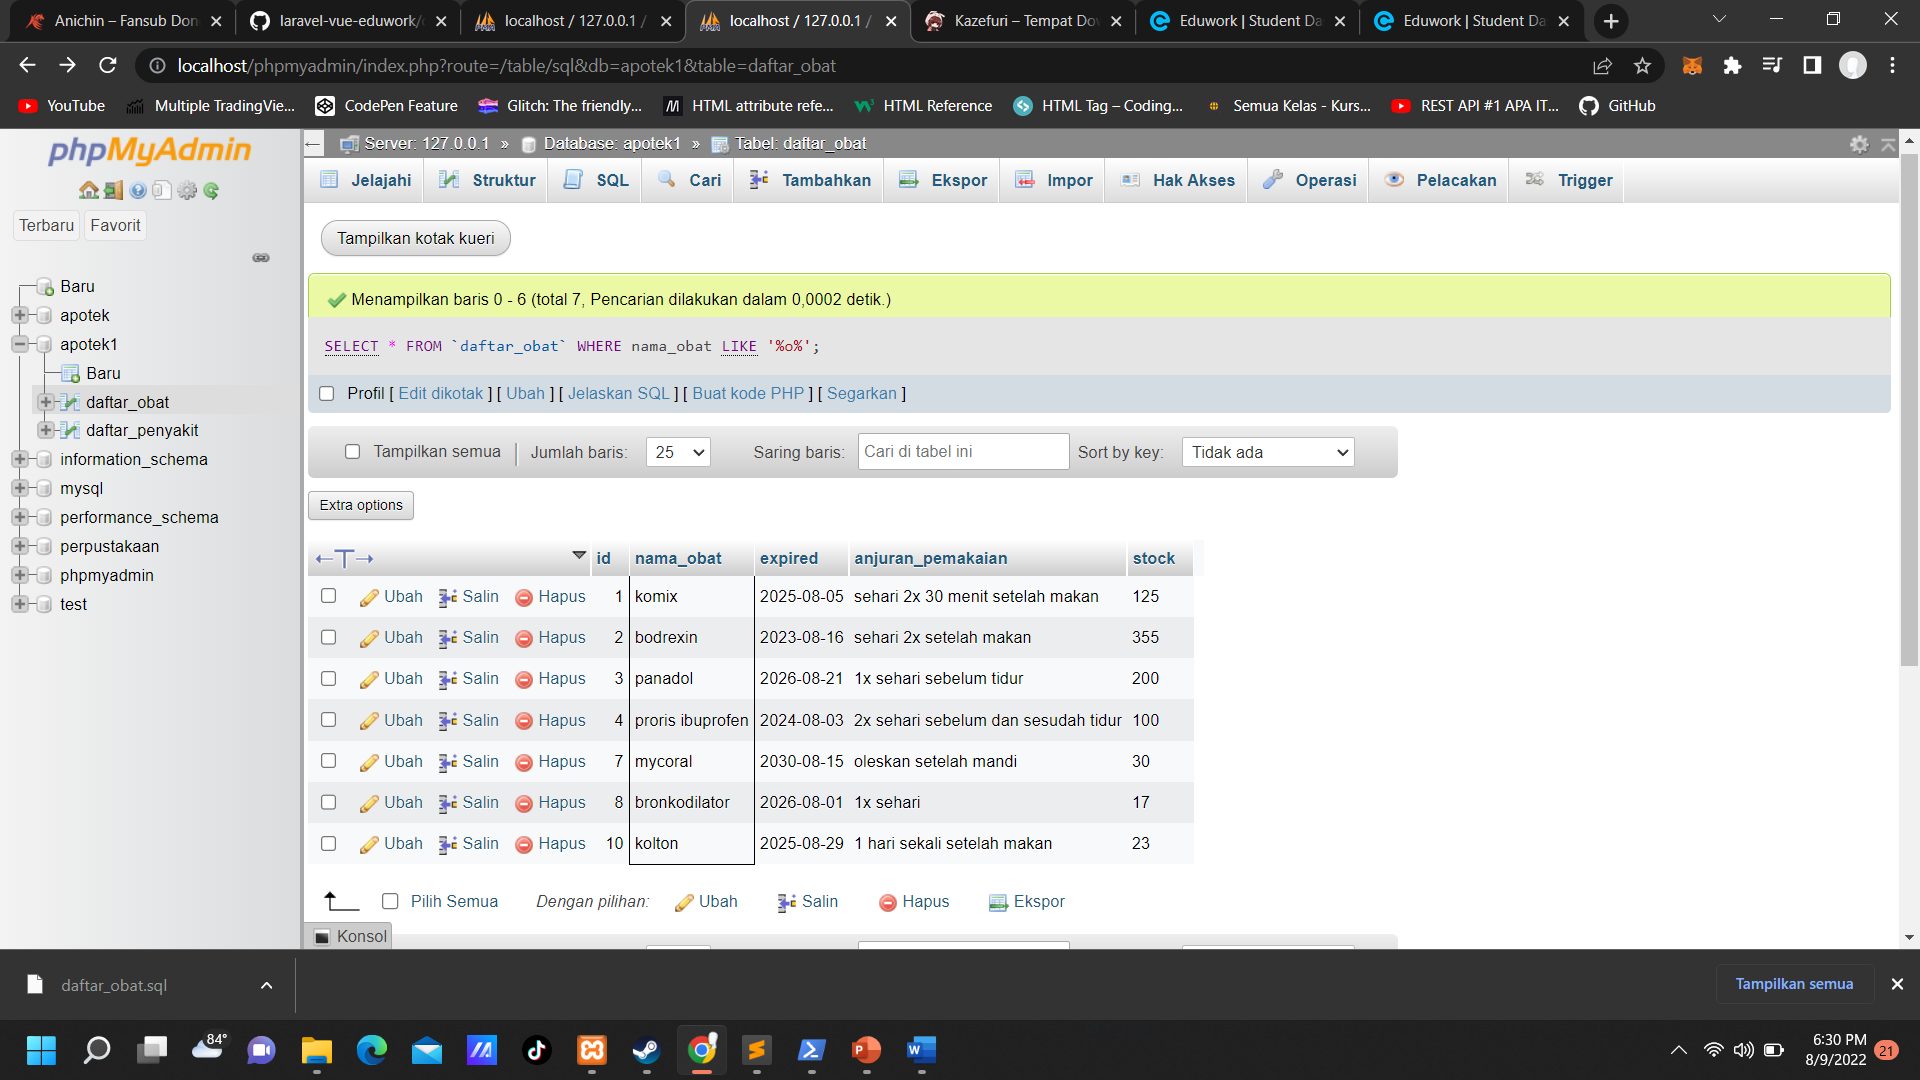 Anichin – Fansub Don
laravel-vue-eduwork/
localhost / 127.0.0.1 /
localhost / 127.0.0.1 /
Kazefuri – Tempat Do
Eduwork | Student Da
Eduwork | Student Da
localhost/phpmyadmin/index.php?route=/table/sql&db=apotek1&table=daftar_obat
YouTube
Multiple TradingVie...
CodePen Feature
Glitch: The friendly...
HTML attribute refe...
HTML Reference
HTML Tag – Coding...
Semua Kelas - Kurs...
REST API #1 APA IT...
GitHub
phpMyAdmin
Terbaru Favorit
Baru
apotek
apotek1
Baru
daftar_obat
daftar_penyakit
information_schema
mysql
performance_schema
perpustakaan
phpmyadmin
test
Server: 127.0.0.1 » Database: apotek1 » Tabel: daftar_obat
Jelajahi Struktur SQL Cari Tambahkan Ekspor Impor Hak Akses Operasi Pelacakan Trigger
Tampilkan kotak kueri
Menampilkan baris 0 - 6 (total 7, Pencarian dilakukan dalam 0,0002 detik.)
SELECT * FROM `daftar_obat` WHERE nama_obat LIKE '%o%';
Profil [ Edit dikotak ] [ Ubah ] [ Jelaskan SQL ] [ Buat kode PHP ] [ Segarkan ]
Tampilkan semua | Jumlah baris: 25 Saring baris: Cari di tabel ini Sort by key: Tidak ada
Extra options
id nama_obat expired anjuran_pemakaian stock
Ubah Salin Hapus 1 komix 2025-08-05 sehari 2x 30 menit setelah makan 125
Ubah Salin Hapus 2 bodrexin 2023-08-16 sehari 2x setelah makan 355
Ubah Salin Hapus 3 panadol 2026-08-21 1x sehari sebelum tidur 200
Ubah Salin Hapus 4 proris ibuprofen 2024-08-03 2x sehari sebelum dan sesudah tidur 100
Ubah Salin Hapus 7 mycoral 2030-08-15 oleskan setelah mandi 30
Ubah Salin Hapus 8 bronkodilator 2026-08-01 1x sehari 17
Ubah Salin Hapus 10 kolton 2025-08-29 1 hari sekali setelah makan 23
Pilih Semua Dengan pilihan: Ubah Salin Hapus Ekspor
Konsol
daftar_obat.sql
Tampilkan semua
84°
6:30 PM
8/9/2022
21